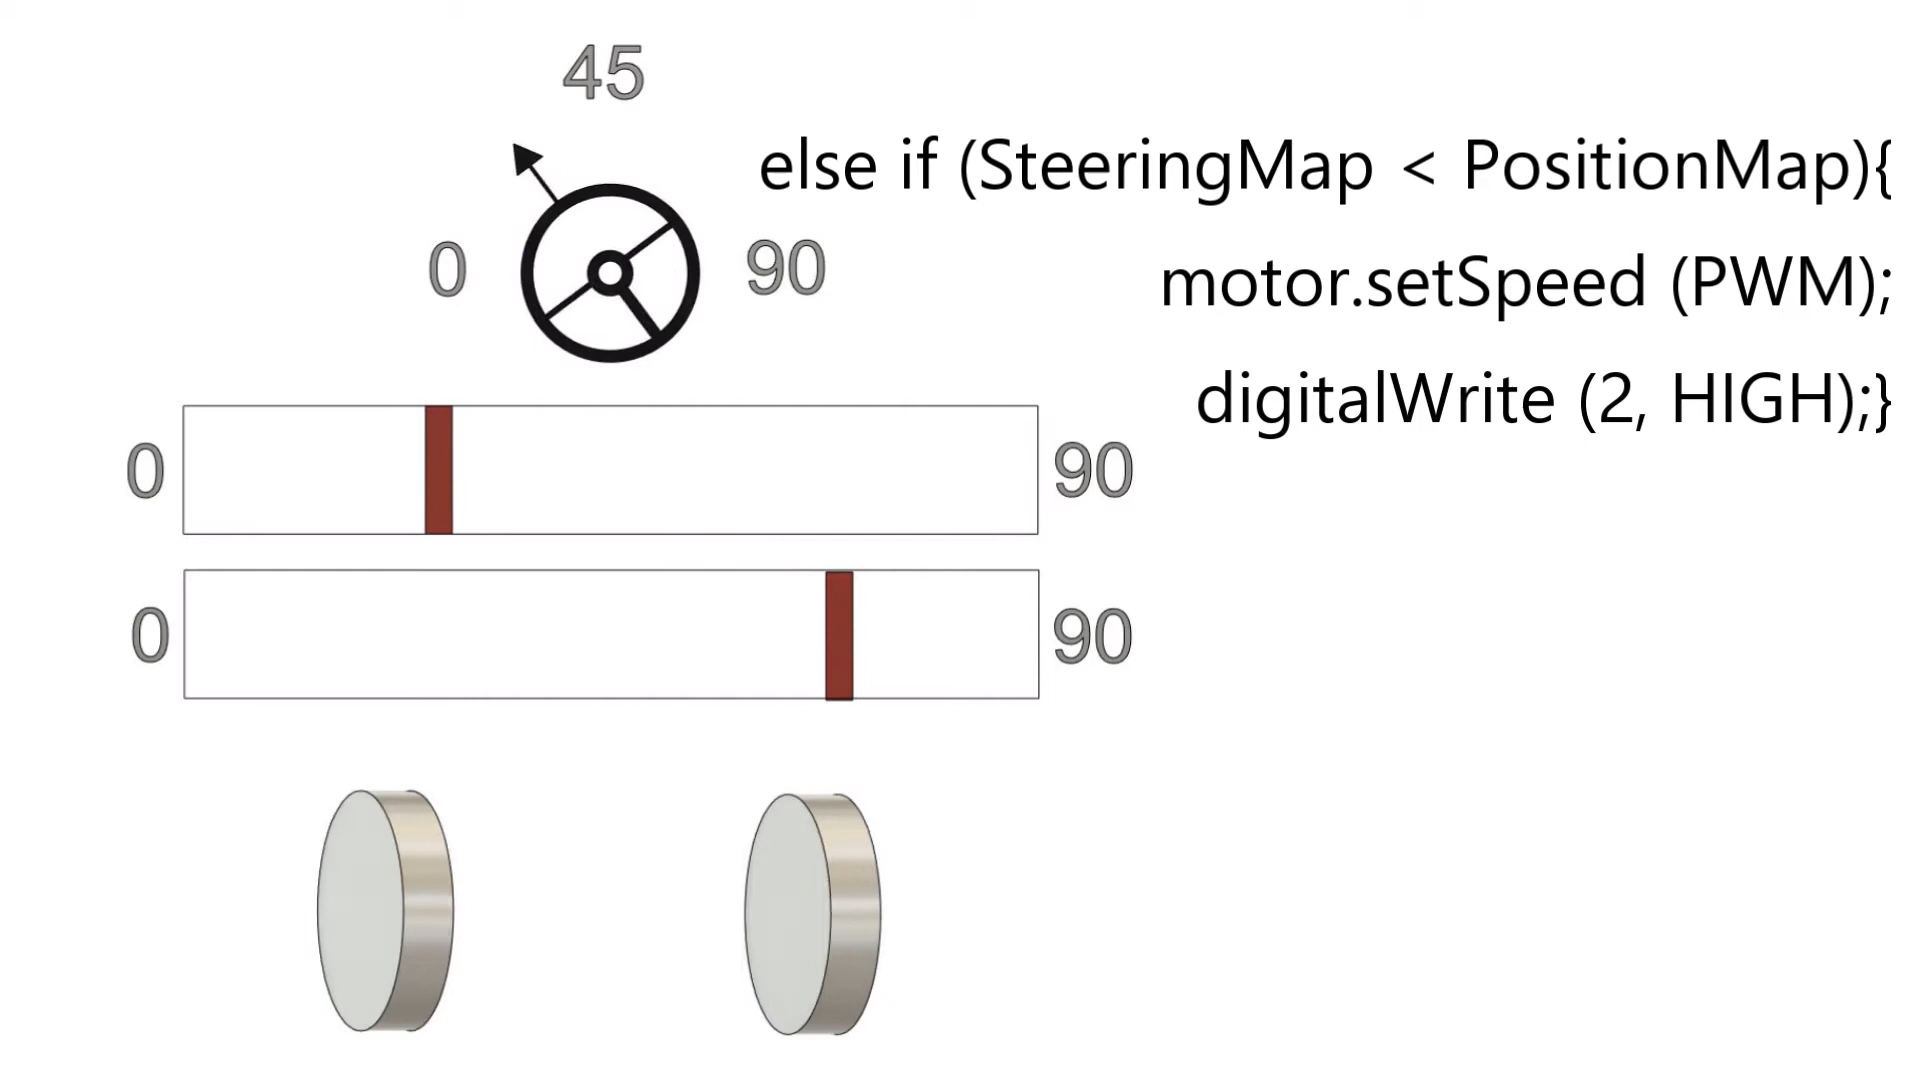 45
else if (SteeringMap < PositionMap){
0 90
motor.setSpeed (PWM);
digitalWrite (2, HIGH);}
0 90
0 90